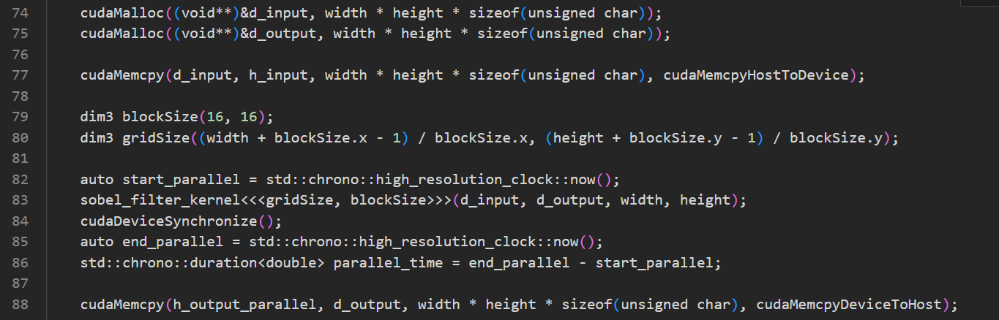 74 cudaMalloc((void**)&d_input, width * height * sizeof(unsigned char));
75 cudaMalloc((void**)&d_output, width * height * sizeof(unsigned char));
76
77 cudaMemcpy(d_input, h_input, width * height * sizeof(unsigned char), cudaMemcpyHostToDevice);
78
79 dim3 blockSize(16, 16);
80 dim3 gridSize((width + blockSize.x - 1) / blockSize.x, (height + blockSize.y - 1) / blockSize.y);
81
82 auto start_parallel = std::chrono::high_resolution_clock::now();
83 sobel_filter_kernel<<<gridSize, blockSize>>>(d_input, d_output, width, height);
84 cudaDeviceSynchronize();
85 auto end_parallel = std::chrono::high_resolution_clock::now();
86 std::chrono::duration<double> parallel_time = end_parallel - start_parallel;
87
88 cudaMemcpy(h_output_parallel, d_output, width * height * sizeof(unsigned char), cudaMemcpyDeviceToHost);